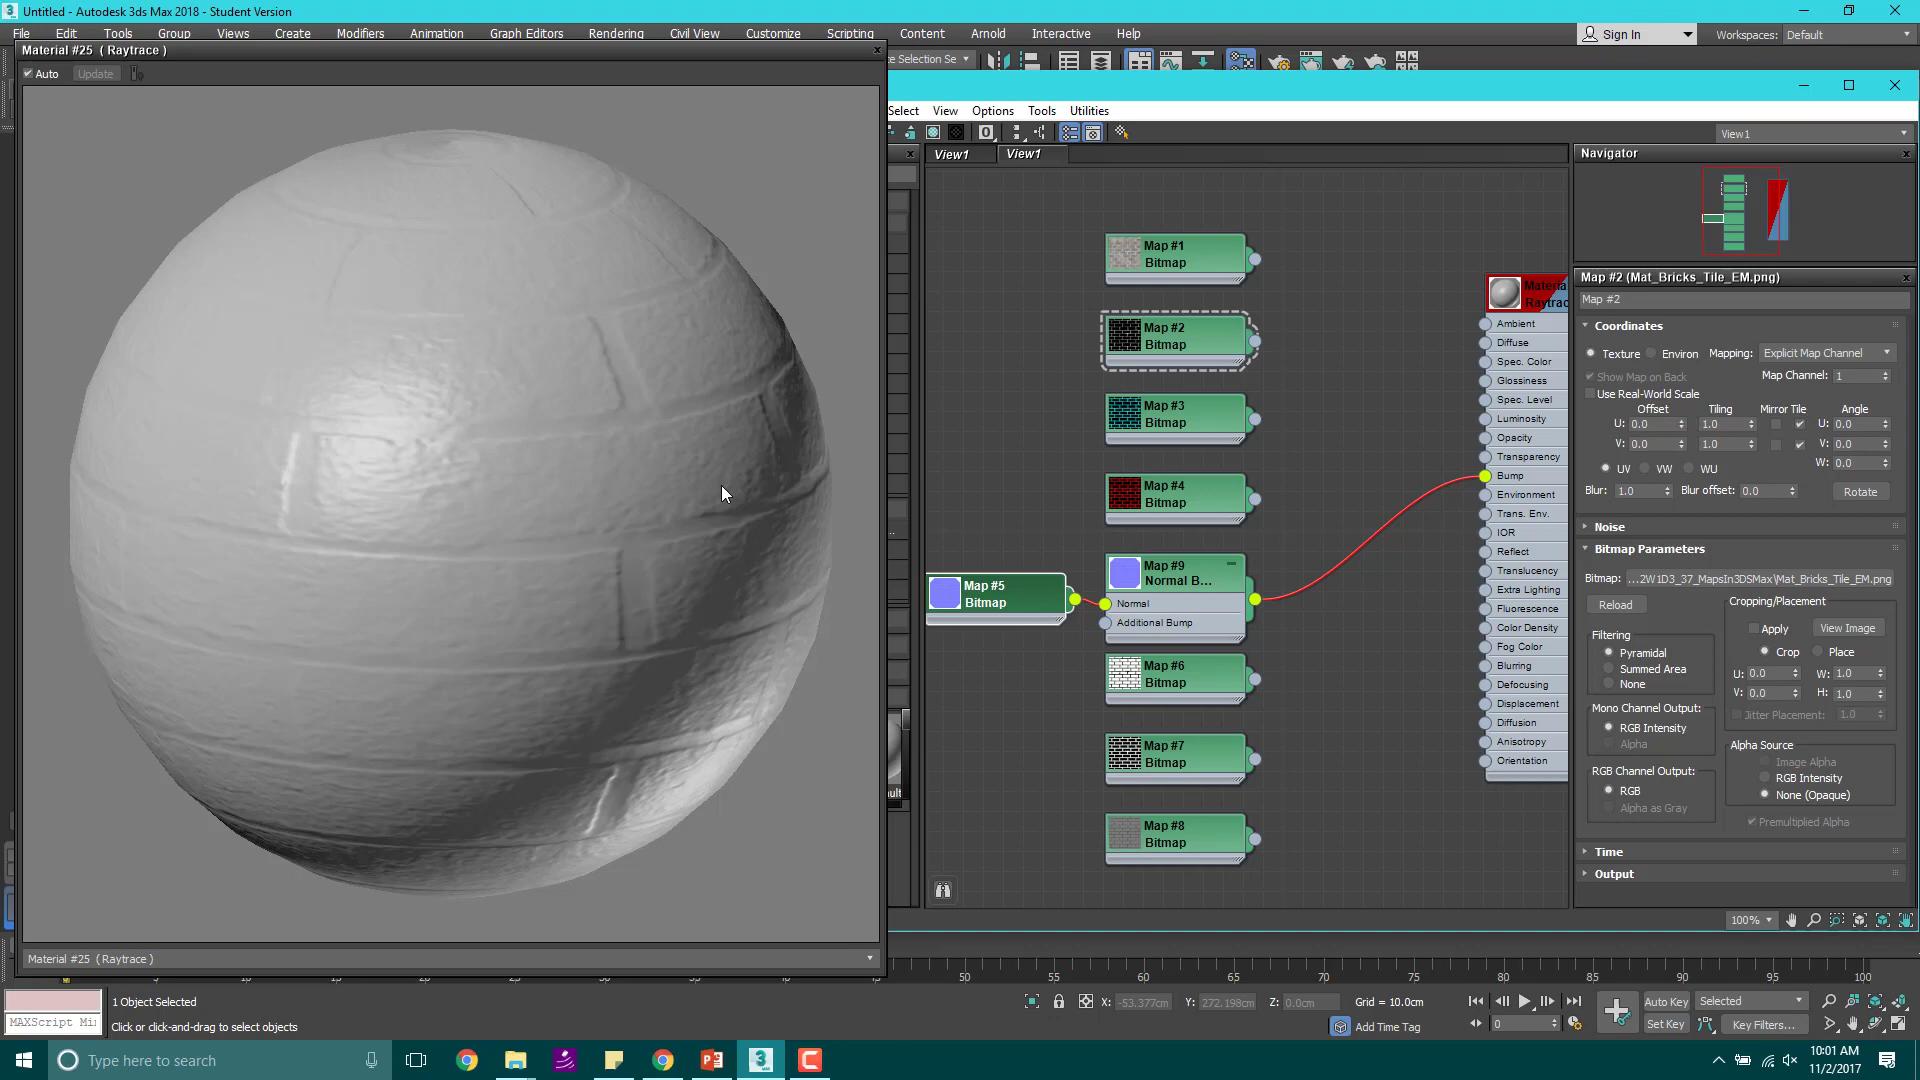 Untitled - Autodesk 3ds Max 2018 - Student Version
File Edit Tools Group Views Create Modifiers Animation Graph Editors Rendering Civil View Customize Scripting Content Arnold Interactive Help
Sign In Workspaces: Default
Material #25 ( Raytrace )
Auto Update
ce Selection Se
Select View Options Tools Utilities
View1
View1 View1
Navigator
Map #1
Bitmap
Map #2
Bitmap
Map #3
Bitmap
Map #4
Bitmap
Map #5
Bitmap
Map #9
Normal B...
Normal
Additional Bump
Map #6
Bitmap
Map #7
Bitmap
Map #8
Bitmap
Materia
Raytrac
Ambient
Diffuse
Spec. Color
Glossiness
Spec. Level
Luminosity
Opacity
Transparency
Bump
Environment
Trans. Env.
IOR
Reflect
Translucency
Extra Lighting
Fluorescence
Color Density
Fog Color
Blurring
Defocusing
Displacement
Diffusion
Anisotropy
Orientation
Map #2 (Mat_Bricks_Tile_EM.png)
Map #2
Coordinates
Texture Environ Mapping: Explicit Map Channel
Show Map on Back Map Channel: 1
Use Real-World Scale
Offset Tiling Mirror Tile Angle
U: 0.0 1.0 U: 0.0
V: 0.0 1.0 V: 0.0
UV VW WU W: 0.0
Blur: 1.0 Blur offset: 0.0 Rotate
Noise
Bitmap Parameters
Bitmap: ...2W1D3_37_MapsIn3DSMax\Mat_Bricks_Tile_EM.png
Reload
Cropping/Placement
Apply View Image
Crop Place
U: 0.0 W: 1.0
V: 0.0 H: 1.0
Jitter Placement: 1.0
Filtering
Pyramidal
Summed Area
None
Mono Channel Output:
RGB Intensity
Alpha
RGB Channel Output:
RGB
Alpha as Gray
Alpha Source
Image Alpha
RGB Intensity
None (Opaque)
Premultiplied Alpha
Time
Output
100%
ult
Material #25 ( Raytrace )
50 55 60 65 70 75 80 85 90 95 100
1 Object Selected
X: -53.377cm Y: 272.198cm Z: 0.0cm Grid = 10.0cm
Auto Key Selected
MAXScript Mi
Click or click-and-drag to select objects
Add Time Tag
0
Set Key Key Filters...
Type here to search
10:01 AM
11/2/2017